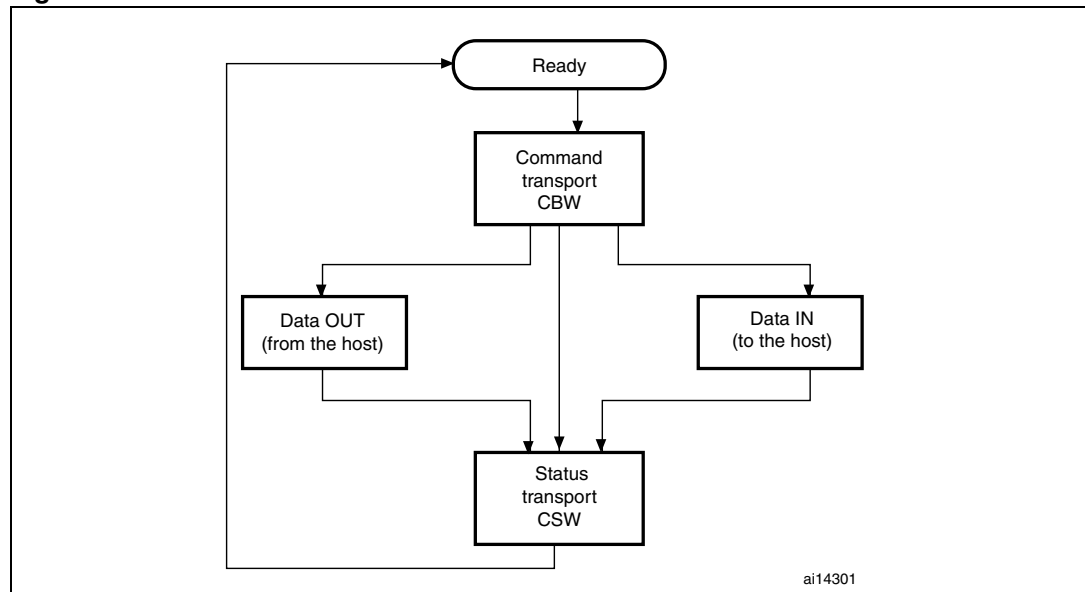 Ready
Command
transport
CBW
Data OUT
(from the host)
Data IN
(to the host)
Status
transport
CSW
ai14301